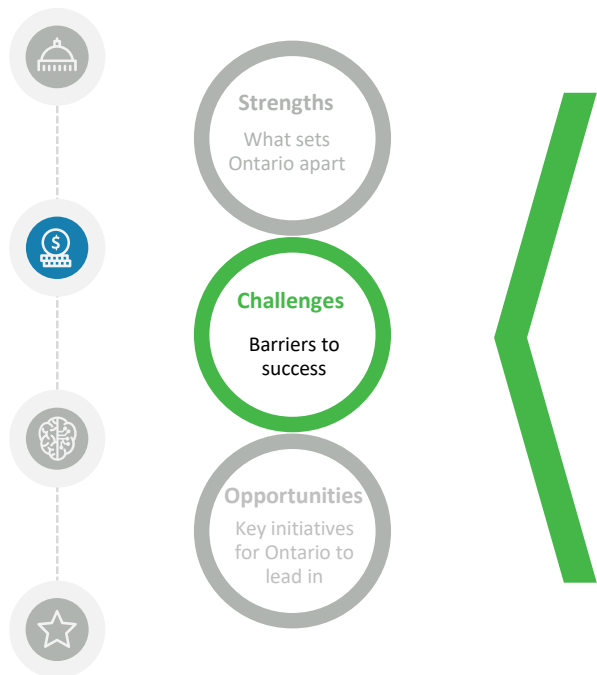 Strengths
What sets
Ontario apart
$
Challenges
Barriers to
success
Opportunities
Key initiatives
for Ontario to
lead in